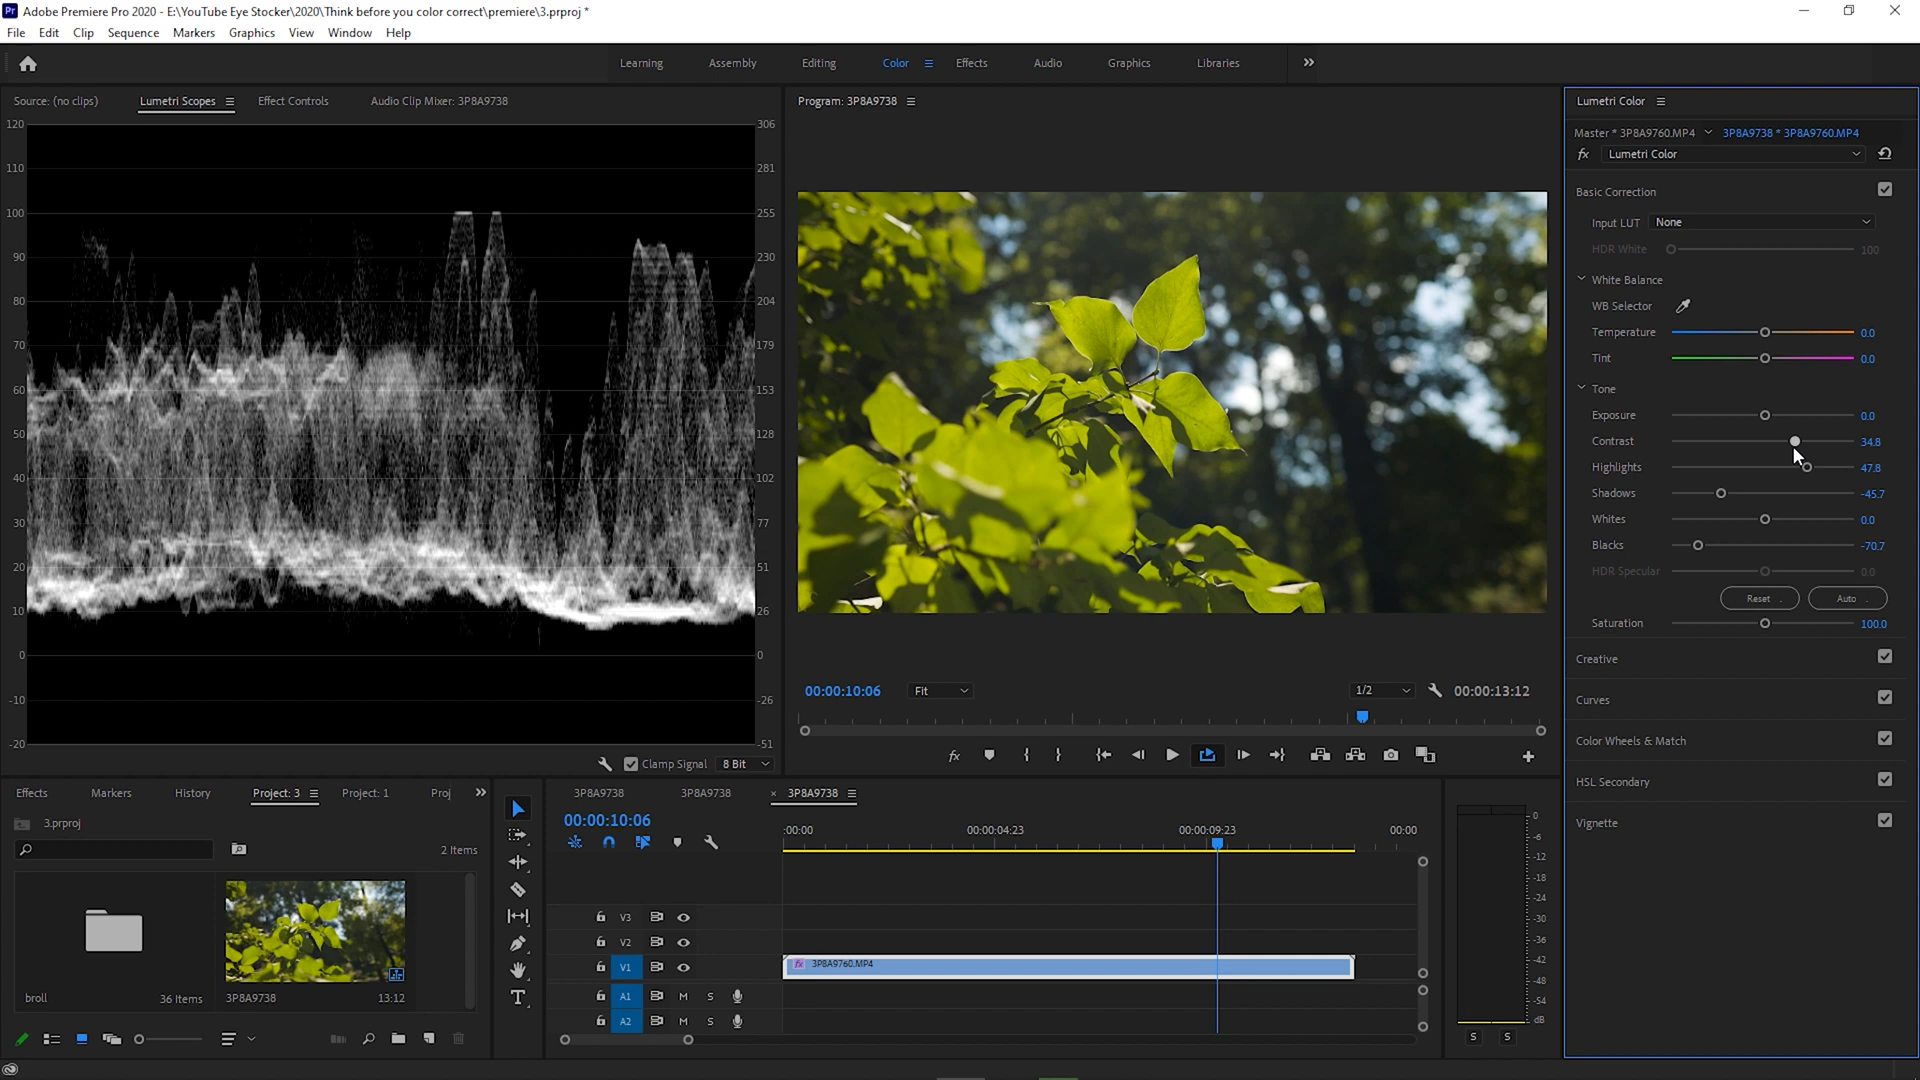 Pr Adobe Premiere Pro 2020 - E:\YouTube Eye Stocker\2020\Think before you color correct\premiere\3.prproj *
File Edit Clip Sequence Markers Graphics View Window Help
Learning Assembly Editing Color Effects Audio Graphics Libraries
Source: (no clips) Lumetri Scopes Effect Controls Audio Clip Mixer: 3P8A9738
120 306
110 281
100 255
90 230
80 204
70 179
60 153
50 128
40 102
30 77
20 51
10 26
0 0
-10 -26
-20 -51
Clamp Signal 8 Bit
Program: 3P8A9738
00:00:10:06 Fit 1/2 00:00:13:12
fx
Lumetri Color
Master * 3P8A9760.MP4 3P8A9738 * 3P8A9760.MP4
fx Lumetri Color
Basic Correction
Input LUT None
HDR White 100
White Balance
WB Selector
Temperature 0.0
Tint 0.0
Tone
Exposure 0.0
Contrast 34.8
Highlights 47.8
Shadows -45.7
Whites 0.0
Blacks -70.7
HDR Specular 0.0
Reset Auto
Saturation 100.0
Creative
Curves
Color Wheels & Match
HSL Secondary
Vignette
Effects Markers History Project: 3 Project: 1 Proj
3.prproj
2 Items
broll 36 Items 3P8A9738 13:12
3P8A9738 3P8A9738 × 3P8A9738
00:00:10:06
:00:00 00:00:04:23 00:00:09:23 00:00
V3
V2
V1 fx 3P8A9760.MP4
A1 M S
A2 M S
T
0
-6
-12
-18
-24
-30
-36
-42
-48
-54
dB
S S